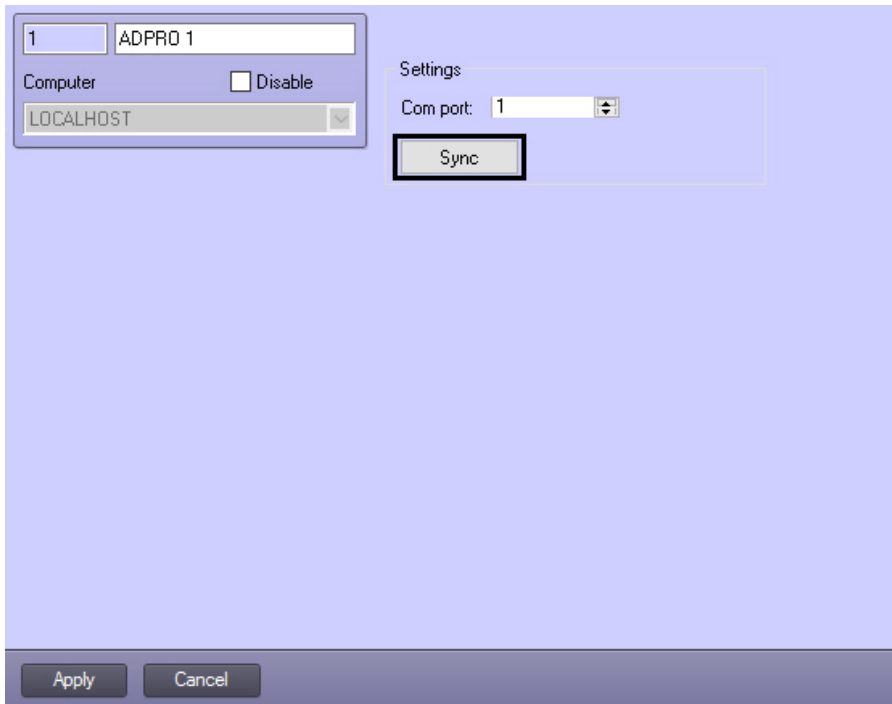 1 ADPRO 1
Computer Disable
LOCALHOST
Settings
Com port: 1
Sync
Apply Cancel